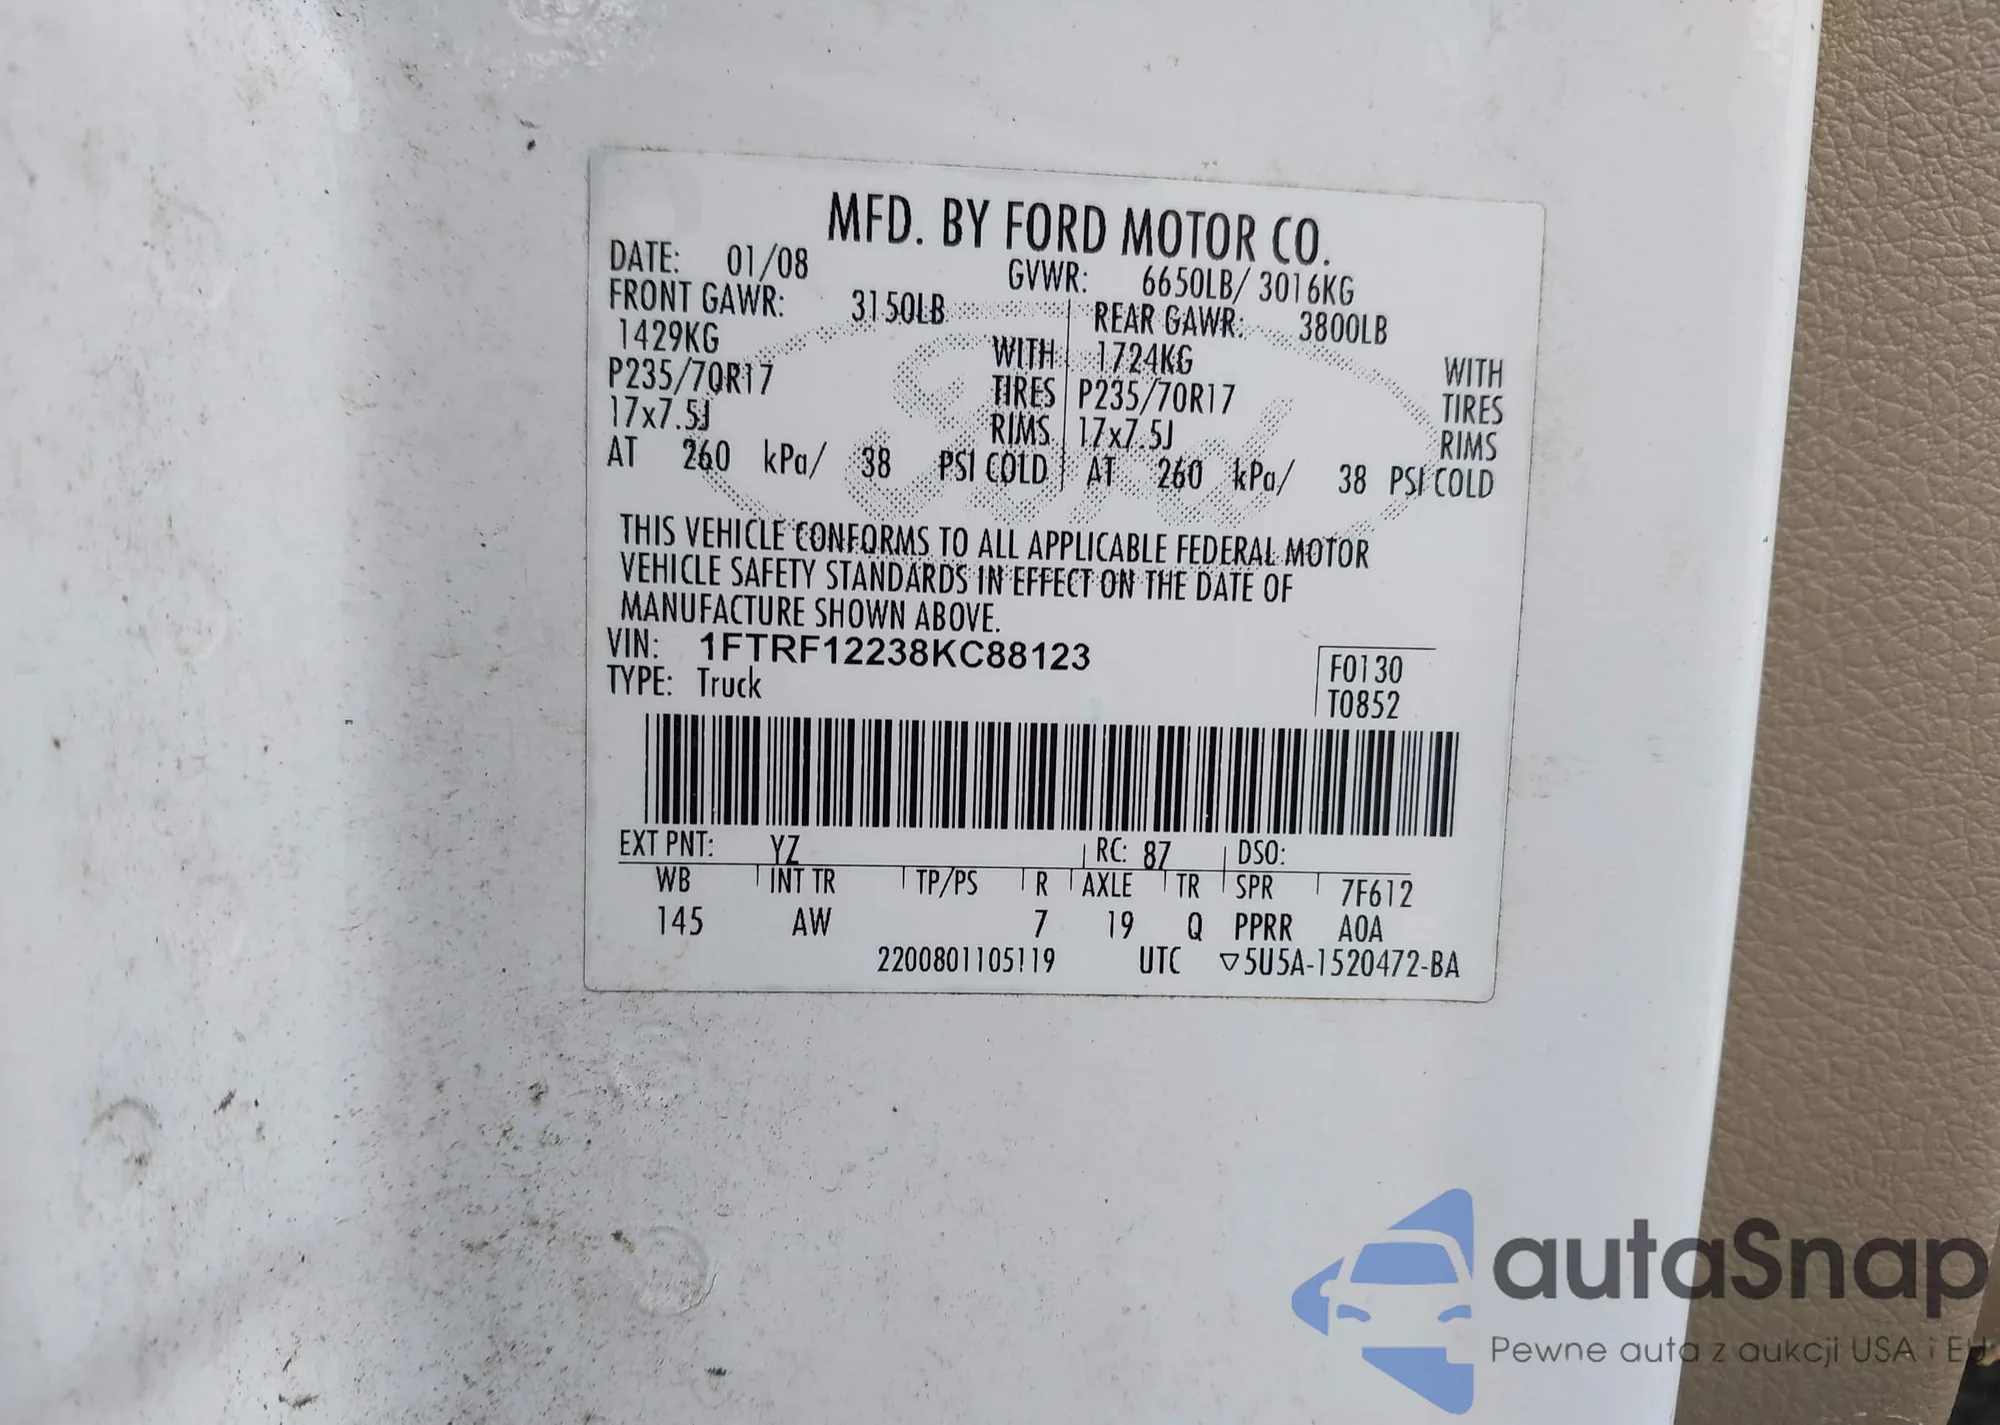 MFD. BY FORD MOTOR CO.
DATE: 01/08 GVWR: 6650LB/ 3016KG
FRONT GAWR: 3150LB REAR GAWR: 3800LB
1429KG WITH 1724KG WITH
P235/70R17 TIRES P235/70R17 TIRES
17x7.5J RIMS 17x7.5J RIMS
AT 260 kPa/ 38 PSI COLD AT 260 kPa/ 38 PSI COLD
THIS VEHICLE CONFORMS TO ALL APPLICABLE FEDERAL MOTOR
VEHICLE SAFETY STANDARDS IN EFFECT ON THE DATE OF
MANUFACTURE SHOWN ABOVE.
VIN: 1FTRF12238KC88123
TYPE: Truck
F0130
T0852
EXT PNT: YZ RC: 87 DSO:
WB INT TR TP/PS R AXLE TR SPR 7F612
145 AW 7 19 Q PPRR A0A
2200801105119 UTC ▽5U5A-1520472-BA
autaSnap
Pewne auta z aukcji USA i EU